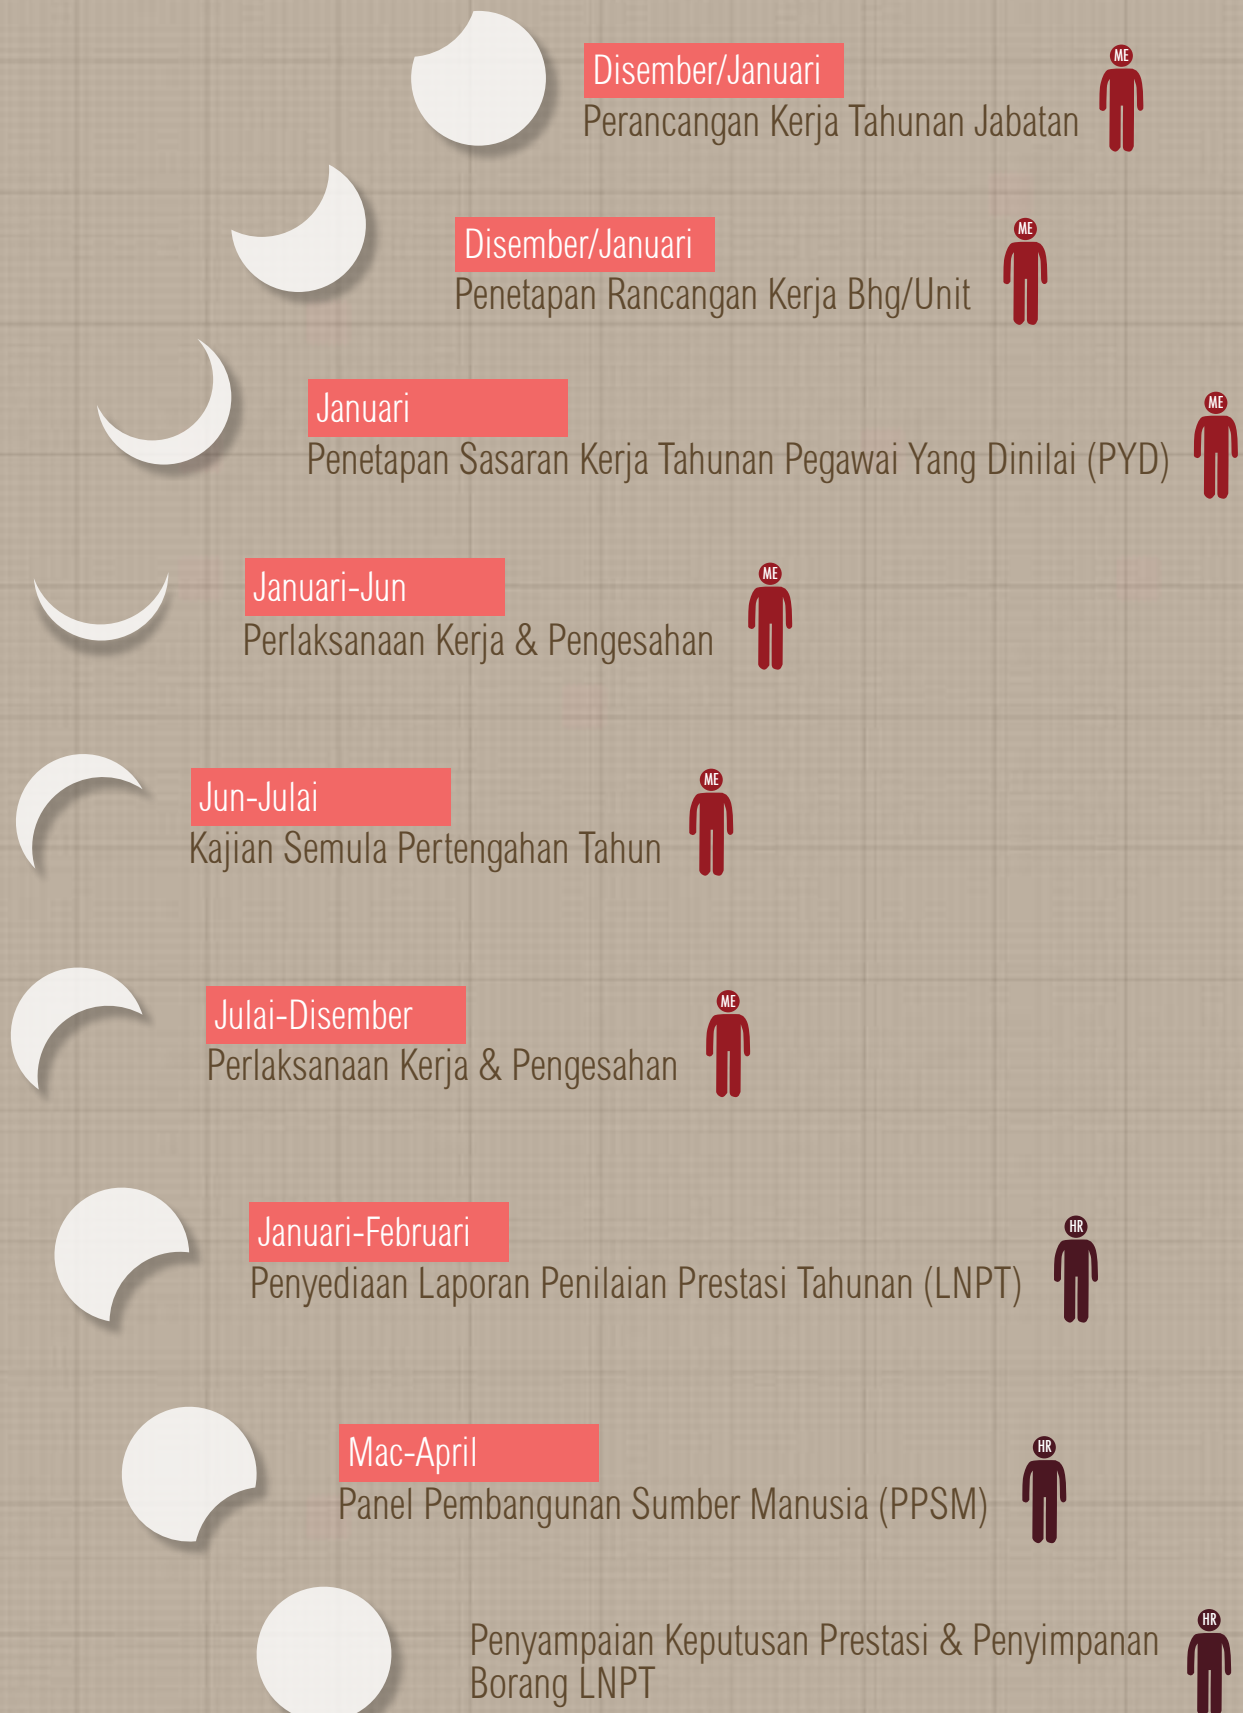 Disember/Januari
Perancangan Kerja Tahunan Jabatan
ME
Disember/Januari
Penetapan Rancangan Kerja Bhg/Unit
ME
Januari
Penetapan Sasaran Kerja Tahunan Pegawai Yang Dinilai (PYD)
ME
Januari-Jun
Perlaksanaan Kerja & Pengesahan
ME
Jun-Julai
Kajian Semula Pertengahan Tahun
ME
Julai-Disember
Perlaksanaan Kerja & Pengesahan
ME
Januari-Februari
Penyediaan Laporan Penilaian Prestasi Tahunan (LNPT)
HR
Mac-April
Panel Pembangunan Sumber Manusia (PPSM)
HR
Penyampaian Keputusan Prestasi & Penyimpanan
Borang LNPT
HR